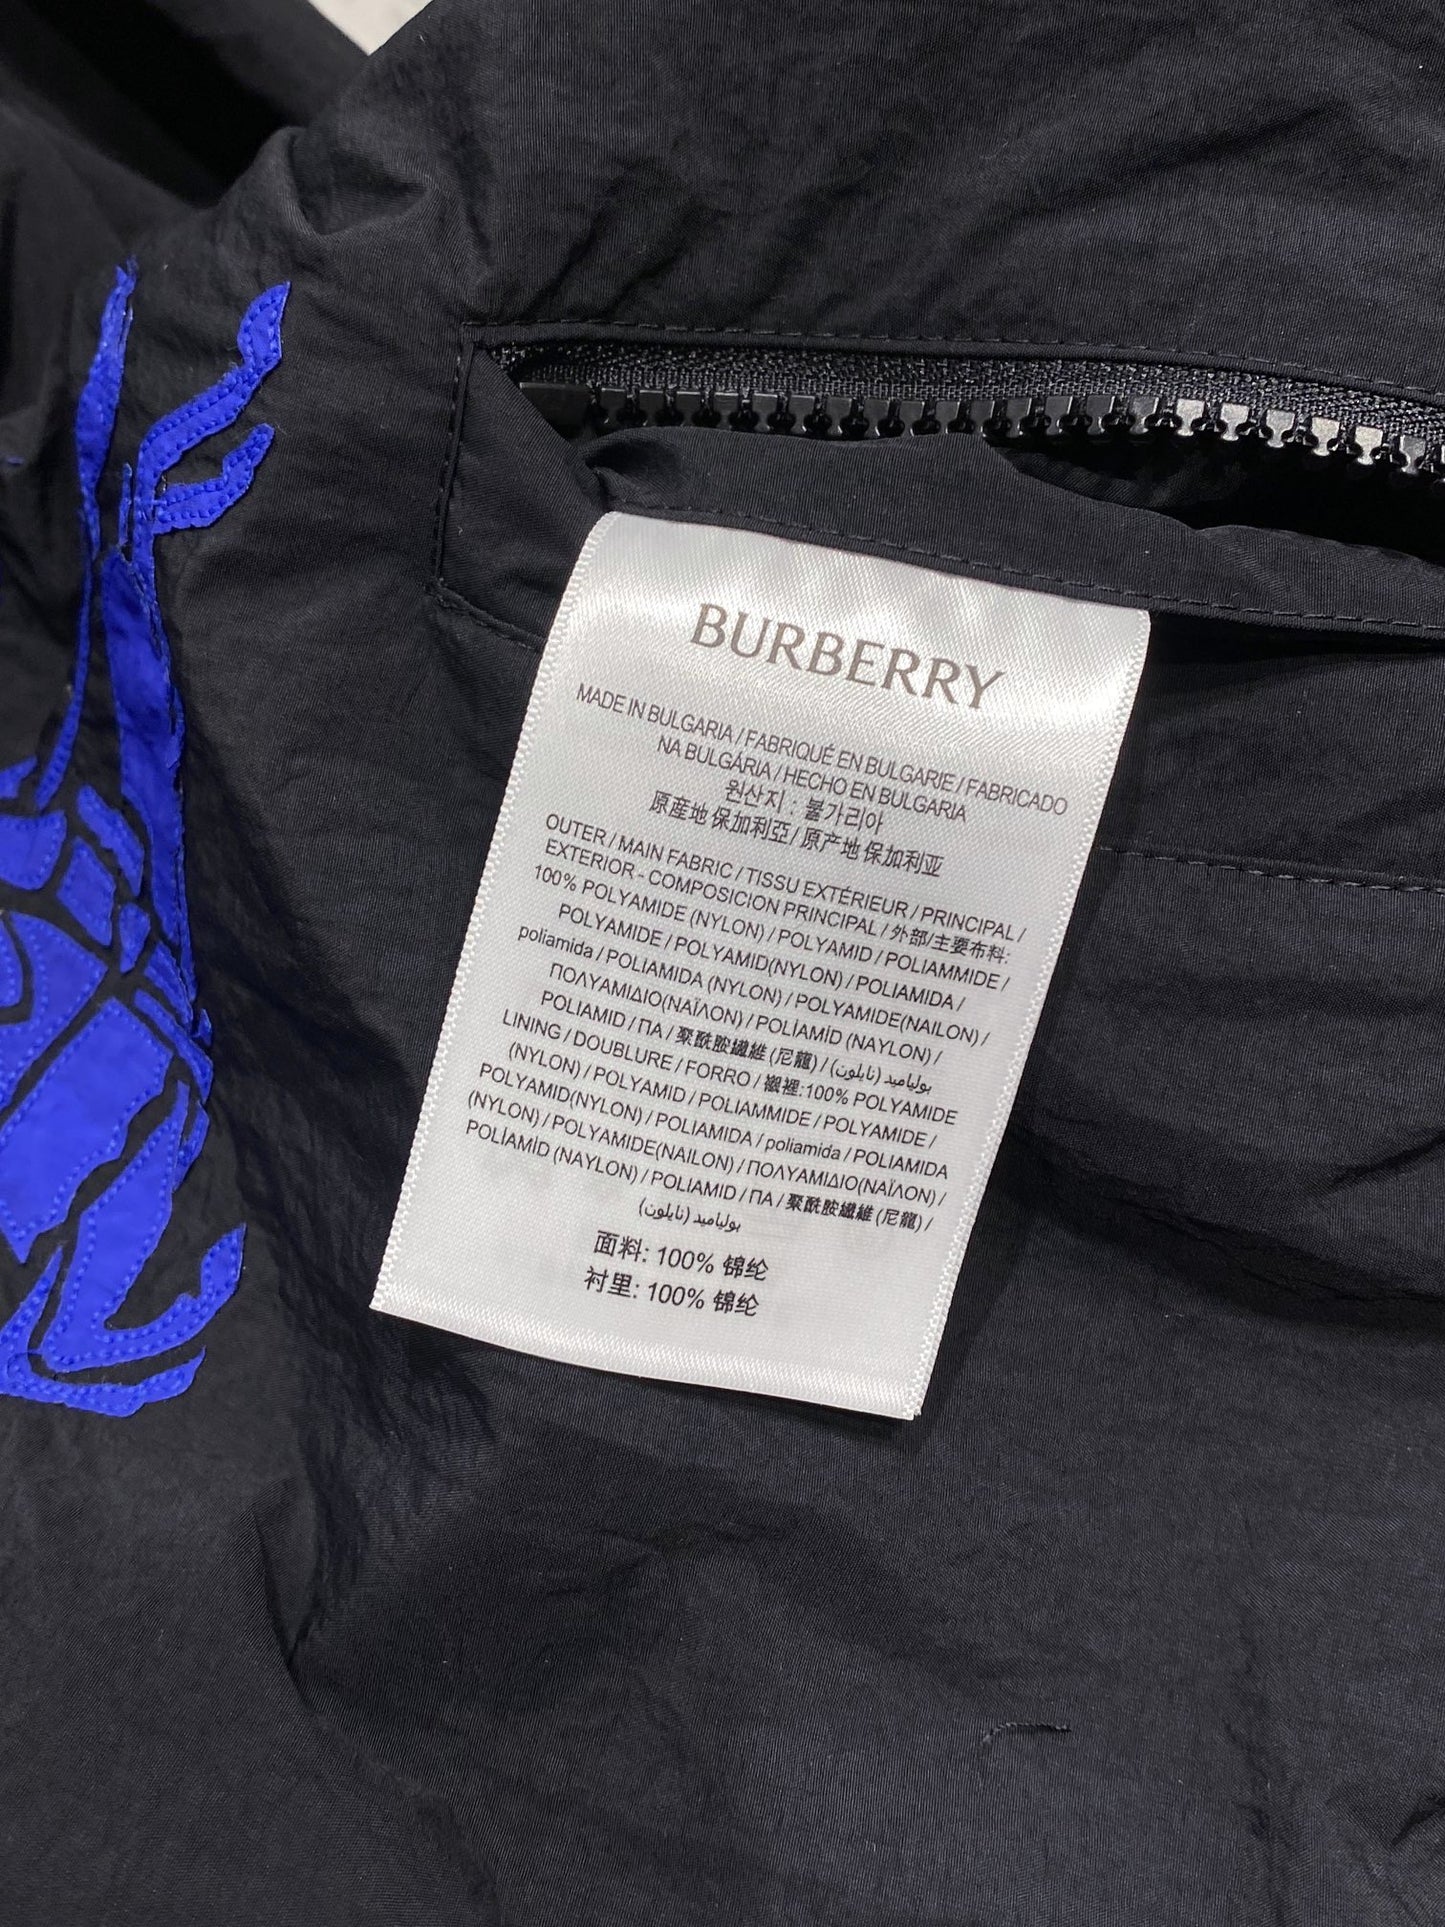 BURBERRY
MADE IN BULGARIA / FABRIQUÉ EN BULGARIE / FABRICADO
NA BULGÁRIA / HECHO EN BULGARIA
원산지 : 불가리아
原産地 保加利亞 / 原产地 保加利亚
OUTER / MAIN FABRIC / TISSU EXTÉRIEUR / PRINCIPAL /
EXTERIOR - COMPOSICION PRINCIPAL / 外部/主要布料:
100% POLYAMIDE (NYLON) / POLYAMID / POLIAMMIDE /
POLYAMIDE / POLYAMID(NYLON) / POLIAMIDA /
poliamida / POLIAMIDA (NYLON) / POLYAMIDE(NAILON) /
ΠΟΛΥΑΜΙΔΙΟ(ΝΑΪΛΟΝ) / POLİAMİD (NAYLON) /
POLIAMID / ПА / 聚酰胺纖維 (尼龍) / بولياميد (نايلون)
LINING / DOUBLURE / FORRO / 襯裡:100% POLYAMIDE
(NYLON) / POLYAMID / POLIAMMIDE / POLYAMIDE /
POLYAMID(NYLON) / POLIAMIDA / poliamida / POLIAMIDA
(NYLON) / POLYAMIDE(NAILON) / ΠΟΛΥΑΜΙΔΙΟ(ΝΑΪΛΟΝ) /
POLİAMİD (NAYLON) / POLIAMID / ПА / 聚酰胺纖維 (尼龍) /
بولياميد (نايلون)
面料: 100% 锦纶
衬里: 100% 锦纶